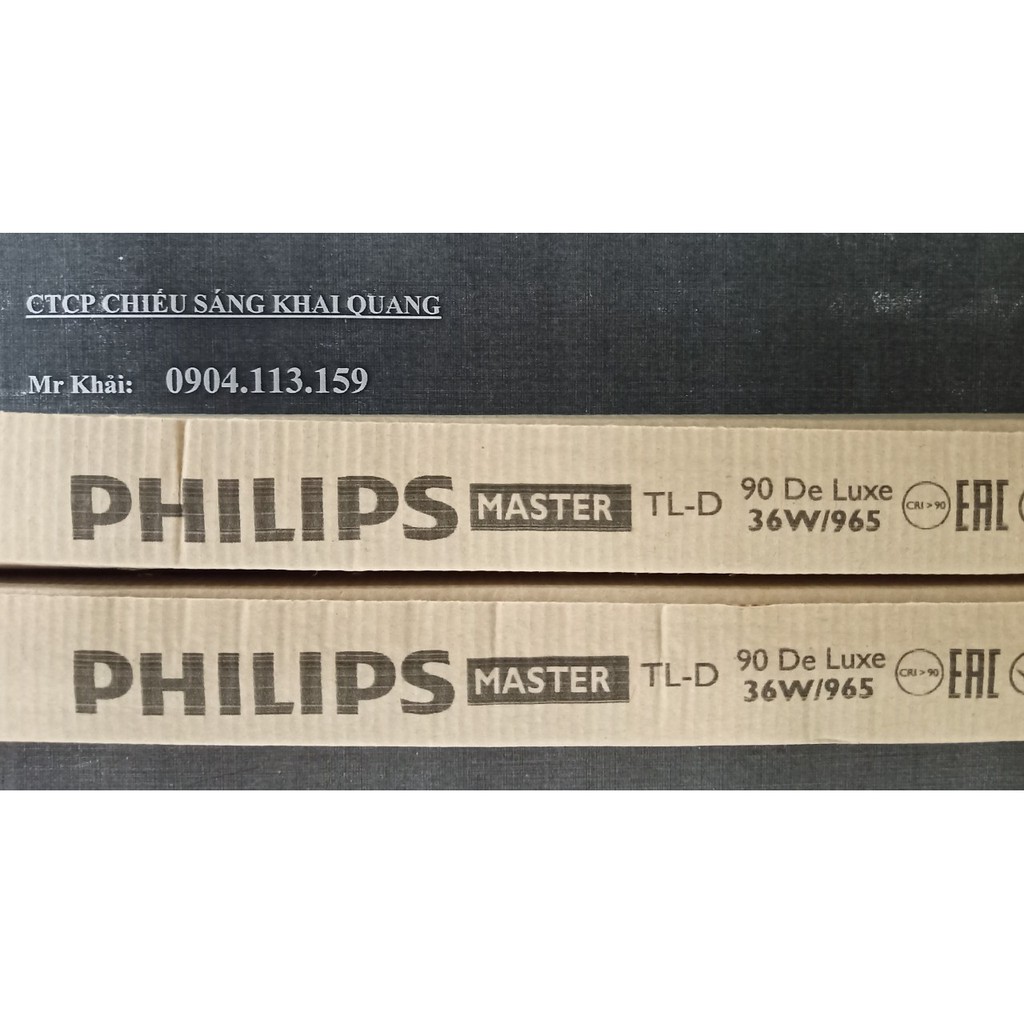 CTCP CHIẾU SÁNG KHAI QUANG
Mr Khải: 0904.113.159
PHILIPS MASTER TL-D 90 De Luxe
36W/965 CRI>90 EAC
PHILIPS MASTER TL-D 90 De Luxe
36W/965 CRI>90 EAC